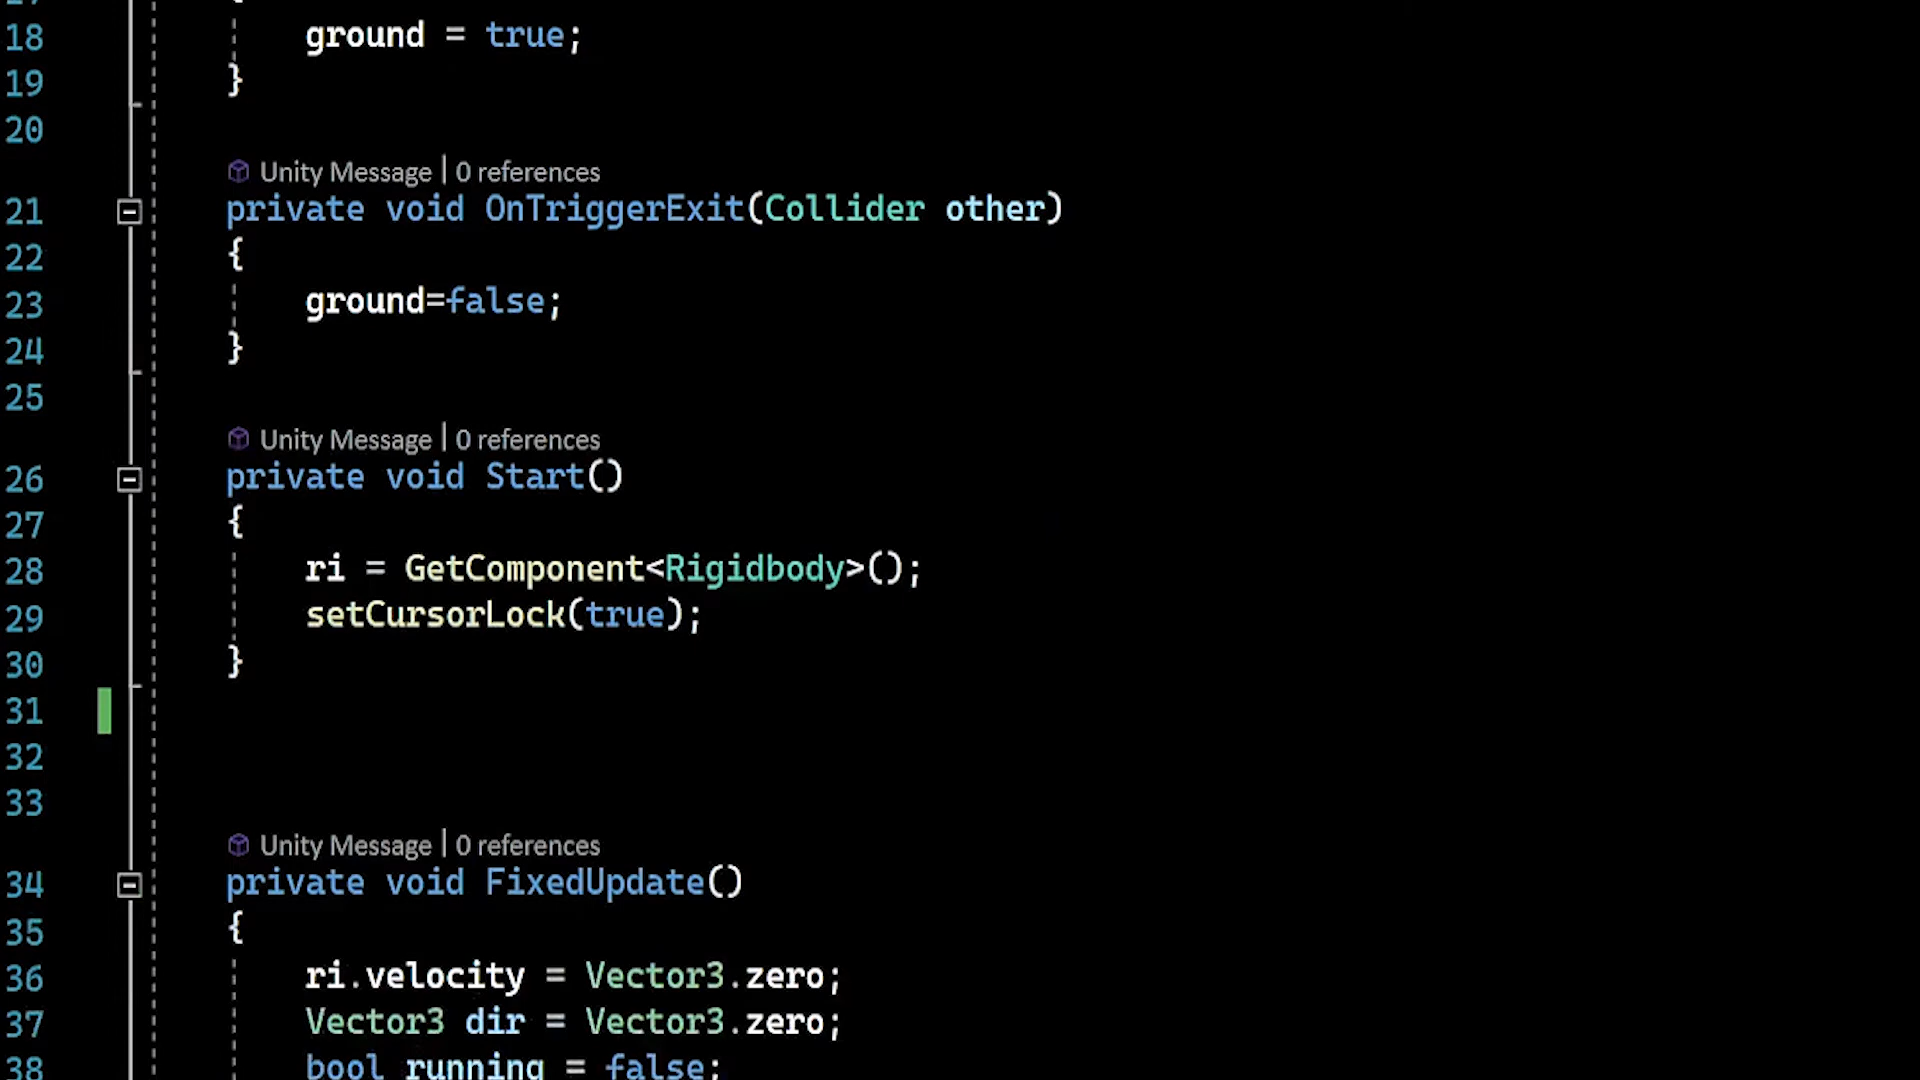 18 ground = true;
19 }
20
Unity Message | 0 references
21 private void OnTriggerExit(Collider other)
22 {
23 ground=false;
24 }
25
Unity Message | 0 references
26 private void Start()
27 {
28 ri = GetComponent<Rigidbody>();
29 setCursorLock(true);
30 }
31
32
33
Unity Message | 0 references
34 private void FixedUpdate()
35 {
36 ri.velocity = Vector3.zero;
37 Vector3 dir = Vector3.zero;
38 bool running = false;